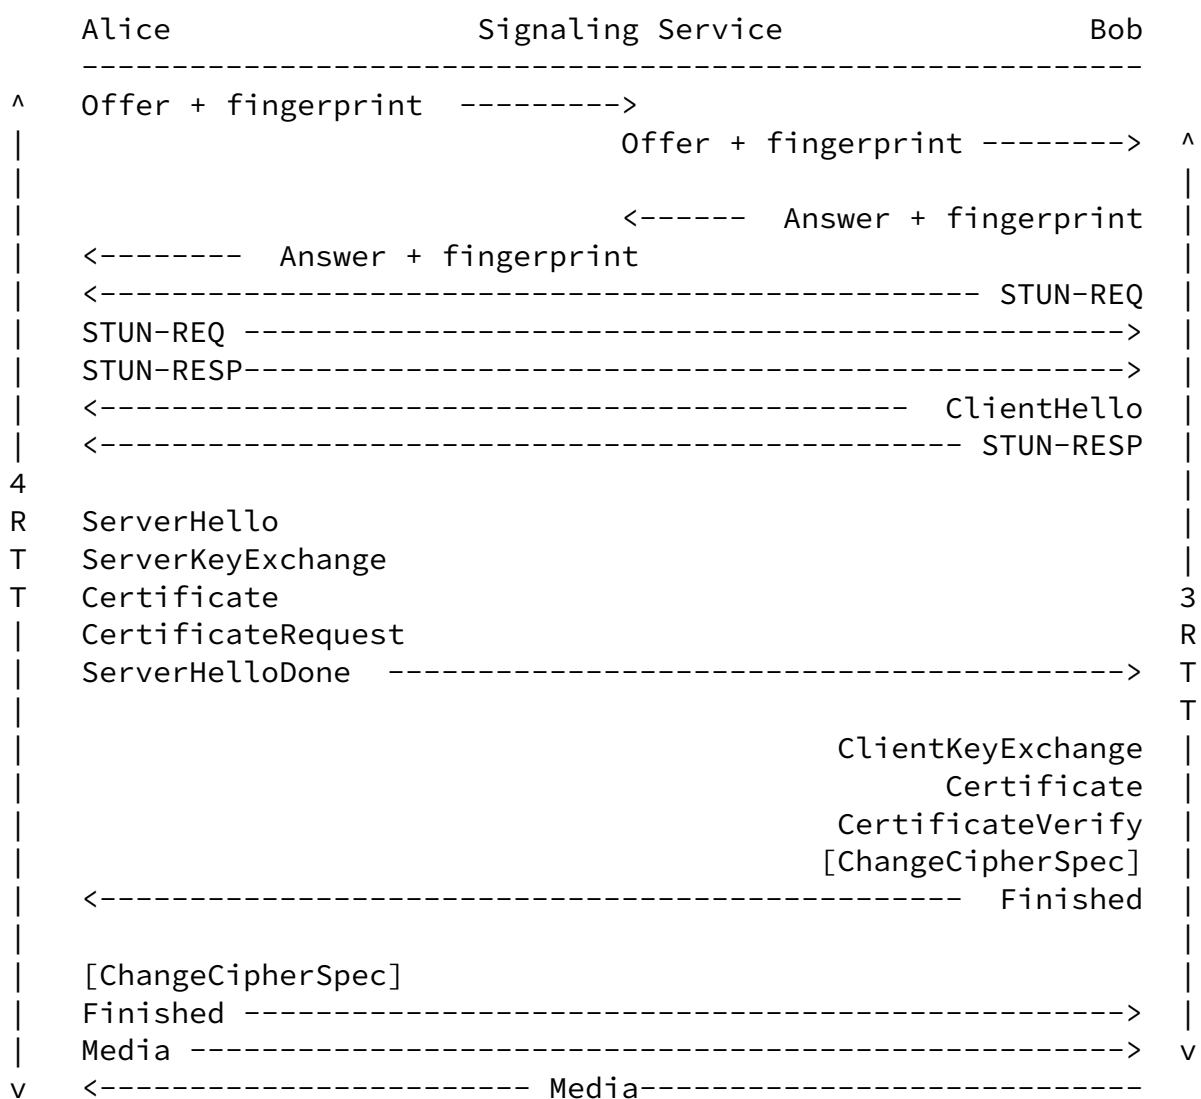 Alice                 Signaling Service                 Bob
    -----------------------------------------------------------
^   Offer + fingerprint  --------->
|                                 Offer + fingerprint -------->  ^
|                                                                |
|                                 <------  Answer + fingerprint  |
|   <--------  Answer + fingerprint                              |
|   <------------------------------------------------- STUN-REQ  |
|   STUN-REQ ------------------------------------------------->  |
|   STUN-RESP------------------------------------------------->  |
|   <---------------------------------------------  ClientHello  |
|   <------------------------------------------------ STUN-RESP  |
4                                                                |
R   ServerHello                                                  |
T   ServerKeyExchange                                            |
T   Certificate                                                  3
|   CertificateRequest                                           R
|   ServerHelloDone  ----------------------------------------->  T
|                                                                T
|                                             ClientKeyExchange  |
|                                                   Certificate  |
|                                             CertificateVerify  |
|                                            [ChangeCipherSpec]  |
|   <------------------------------------------------  Finished  |
|                                                                |
|   [ChangeCipherSpec]                                           |
|   Finished ------------------------------------------------->  |
|   Media ---------------------------------------------------->  v
v   <------------------------ Media----------------------------